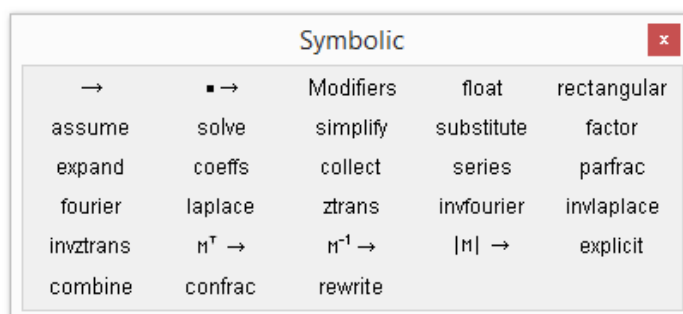 Symbolic x
→ ▪ → Modifiers float rectangular
assume solve simplify substitute factor
expand coeffs collect series parfrac
fourier laplace ztrans invfourier invlaplace
invztrans Mᵀ → M⁻¹ → |M| → explicit
combine confrac rewrite